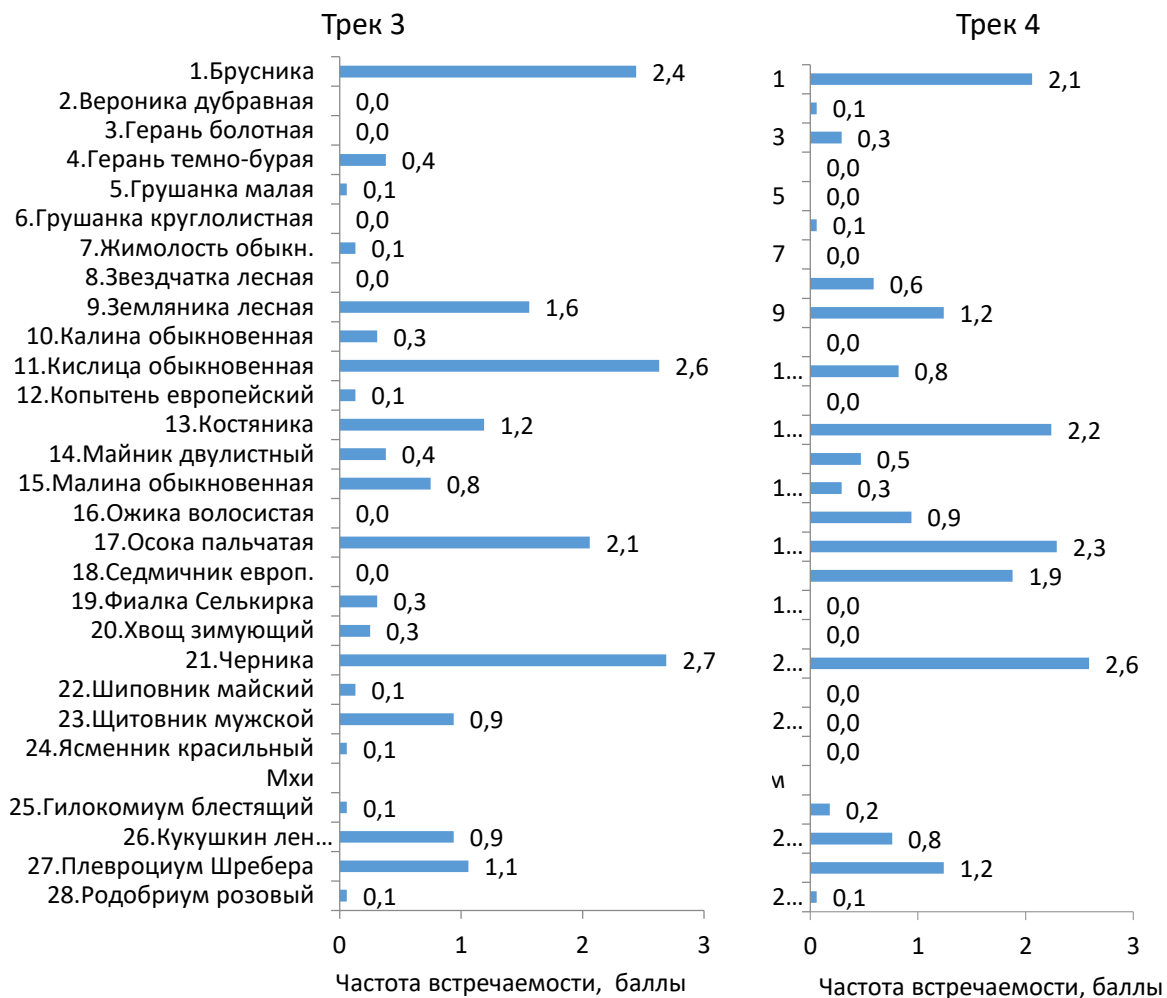 Трек 3
1.Брусника 2,4
2.Вероника дубравная 0,0
3.Герань болотная 0,0
4.Герань темно-бурая 0,4
5.Грушанка малая 0,1
6.Грушанка круглолистная 0,0
7.Жимолость обыкн. 0,1
8.Звездчатка лесная 0,0
9.Земляника лесная 1,6
10.Калина обыкновенная 0,3
11.Кислица обыкновенная 2,6
12.Копытень европейский 0,1
13.Костяника 1,2
14.Майник двулистный 0,4
15.Малина обыкновенная 0,8
16.Ожика волосистая 0,0
17.Осока пальчатая 2,1
18.Седмичник европ. 0,0
19.Фиалка Селькирка 0,3
20.Хвощ зимующий 0,3
21.Черника 2,7
22.Шиповник майский 0,1
23.Щитовник мужской 0,9
24.Ясменник красильный 0,1
Мхи
25.Гилокомиум блестящий 0,1
26.Кукушкин лен... 0,9
27.Плевроциум Шребера 1,1
28.Родобриум розовый 0,1
0 1 2 3
Частота встречаемости, баллы
Трек 4
1 2,1
0,1
3 0,3
0,0
5 0,0
0,1
7 0,0
0,6
9 1,2
0,0
1... 0,8
0,0
1... 2,2
0,5
1... 0,3
0,9
1... 2,3
1,9
1... 0,0
0,0
2... 2,6
0,0
2... 0,0
0,0
0,2
2... 0,8
1,2
2... 0,1
0 1 2 3
Частота встречаемости, баллы